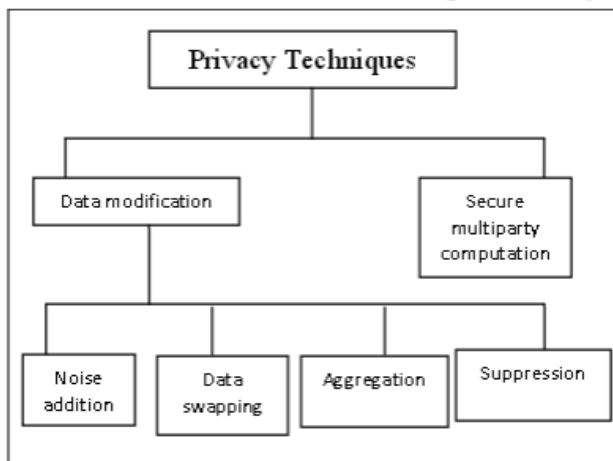 Privacy Techniques
Data modification
Secure
multiparty
computation
Noise
addition
Data
swapping
Aggregation
Suppression